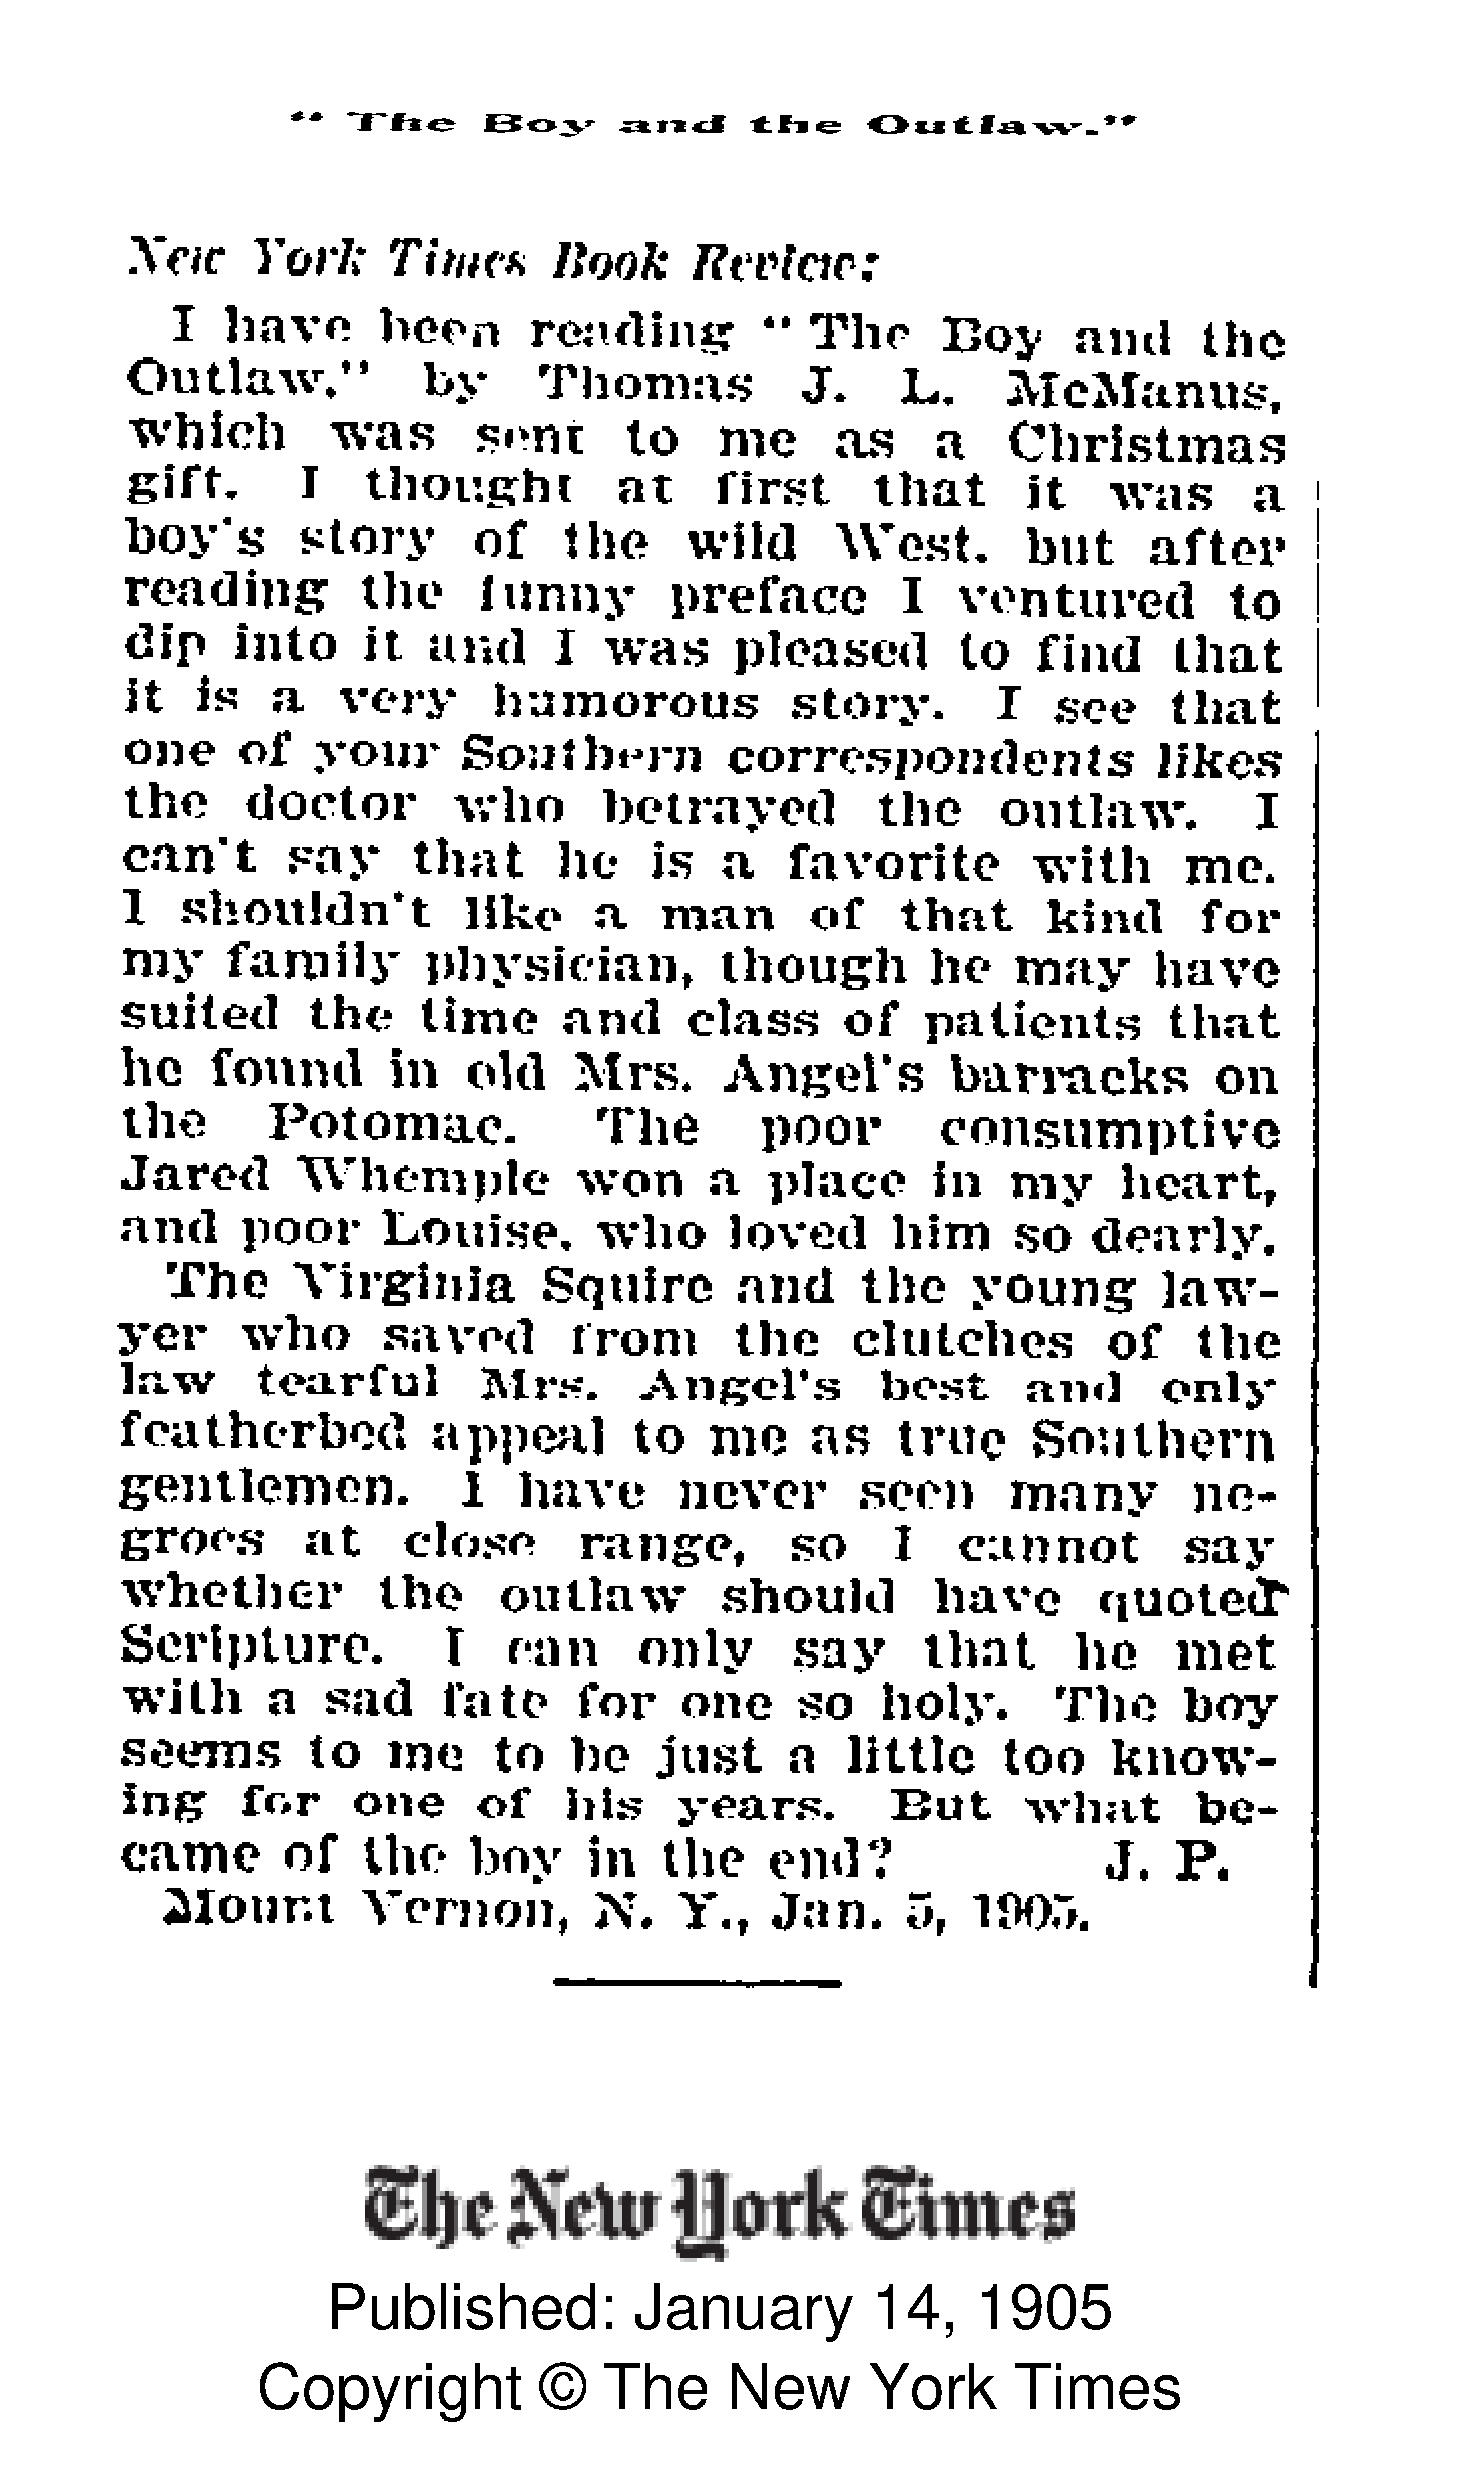 " The Boy and the Outlaw."
New York Times Book Review:
I have been reading " The Boy and the
Outlaw," by Thomas J. L. McManus,
which was sent to me as a Christmas
gift. I thought at first that it was a
boy's story of the wild West, but after
reading the funny preface I ventured to
dip into it and I was pleased to find that
it is a very humorous story. I see that
one of your Southern correspondents likes
the doctor who betrayed the outlaw. I
can't say that he is a favorite with me.
I shouldn't like a man of that kind for
my family physician, though he may have
suited the time and class of patients that
he found in old Mrs. Angel's barracks on
the Potomac. The poor consumptive
Jared Whemple won a place in my heart,
and poor Louise, who loved him so dearly.
The Virginia Squire and the young law-
yer who saved from the clutches of the
law tearful Mrs. Angel's best and only
featherbed appeal to me as true Southern
gentlemen. I have never seen many ne-
groes at close range, so I cannot say
whether the outlaw should have quoted
Scripture. I can only say that he met
with a sad fate for one so holy. The boy
seems to me to be just a little too know-
ing for one of his years. But what be-
came of the boy in the end? J. P.
Mount Vernon, N. Y., Jan. 5, 1905.
The New York Times
Published: January 14, 1905
Copyright © The New York Times